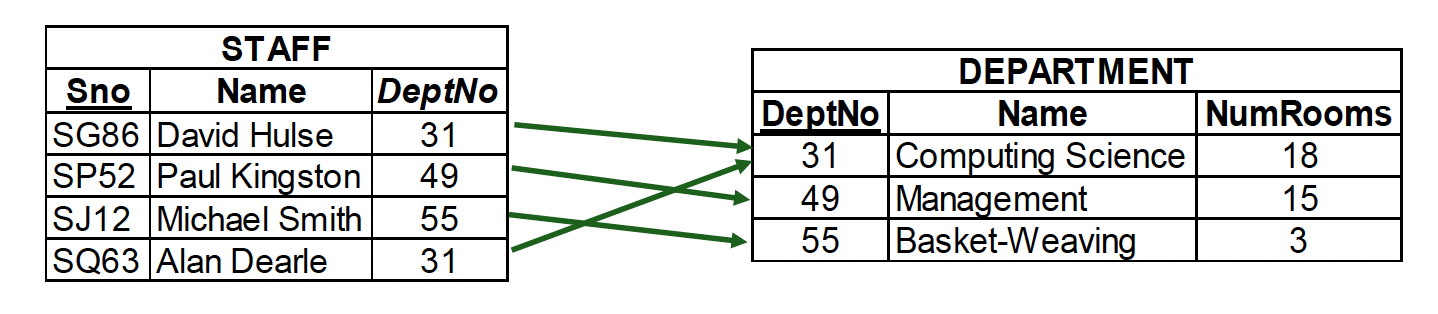 STAFF
Sno Name DeptNo
SG86 David Hulse 31
SP52 Paul Kingston 49
SJ12 Michael Smith 55
SQ63 Alan Dearle 31
DEPARTMENT
DeptNo Name NumRooms
31 Computing Science 18
49 Management 15
55 Basket-Weaving 3